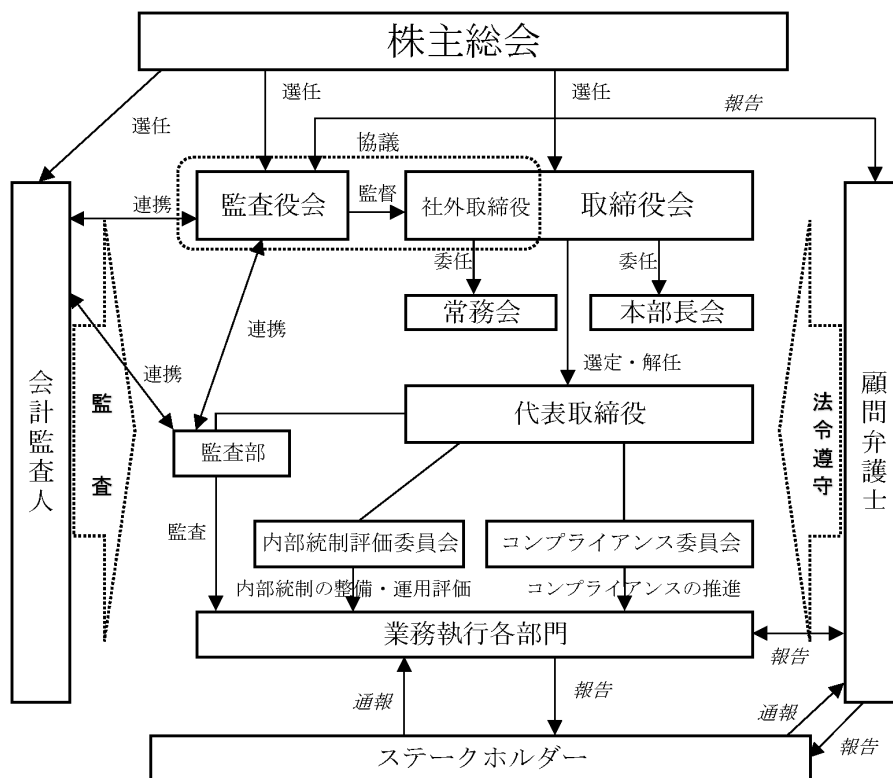 株主総会
選任
選任
選任
報告
協議
監査役会
監督
社外取締役
取締役会
連携
委任
委任
常務会
本部長会
連携
連携
選定・解任
会計監査人
監査
代表取締役
法令遵守
顧問弁護士
監査部
監査
内部統制評価委員会
コンプライアンス委員会
内部統制の整備・運用評価
コンプライアンスの推進
業務執行各部門
報告
通報
報告
通報
報告
ステークホルダー